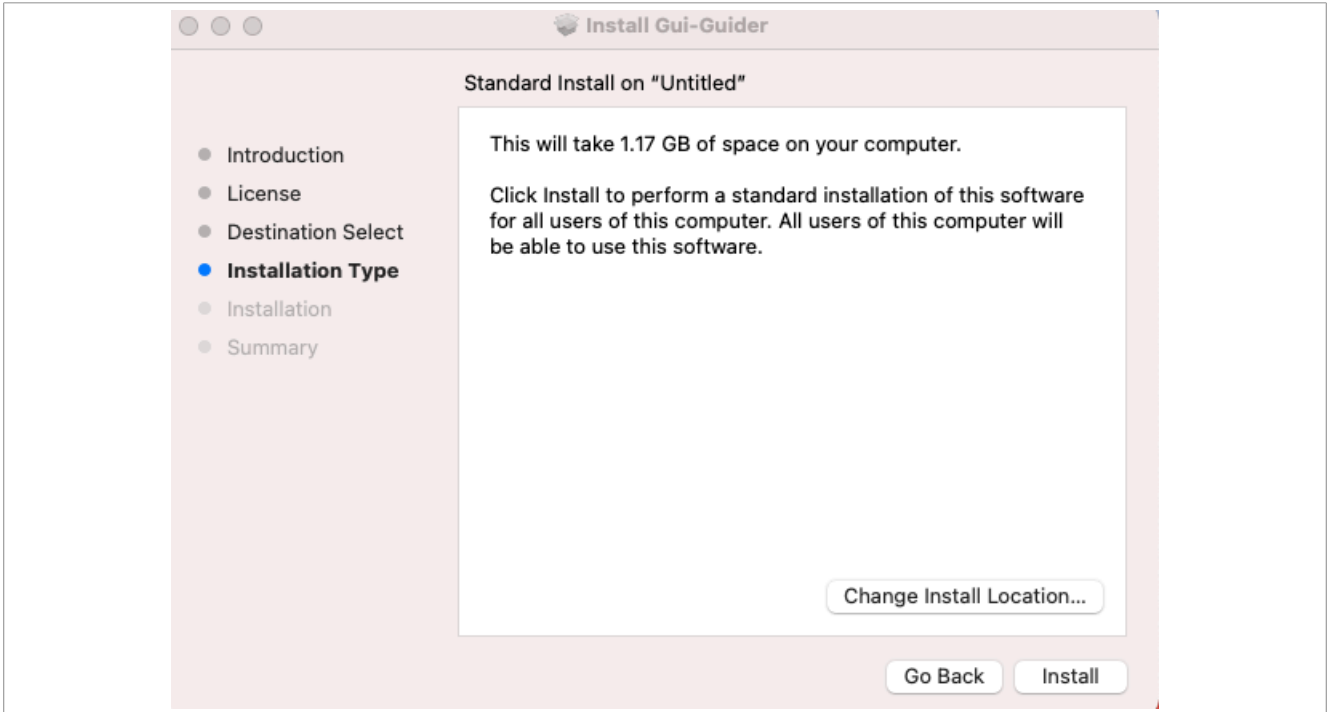 Install Gui-Guider
Standard Install on “Untitled”
Introduction
License
Destination Select
Installation Type
Installation
Summary
This will take 1.17 GB of space on your computer.
Click Install to perform a standard installation of this software
for all users of this computer. All users of this computer will
be able to use this software.
Change Install Location...
Go Back
Install